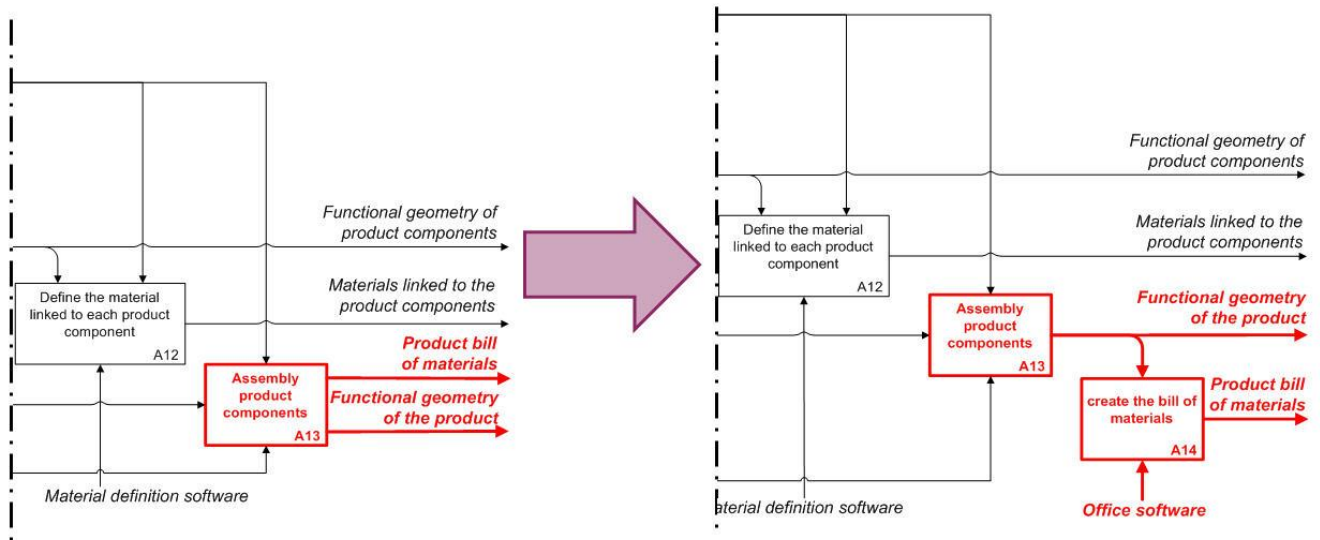 Functional geometry of
product components
Materials linked to the
product components
Define the material
linked to each product
component
A12
Product bill
of materials
Assembly
product
components
A13
Functional geometry
of the product
Material definition software
Functional geometry of
product components
Define the material
linked to each product
component
A12
Materials linked to the
product components
Assembly
product
components
A13
Functional geometry
of the product
create the bill of
materials
A14
Product bill
of materials
aterial definition software
Office software